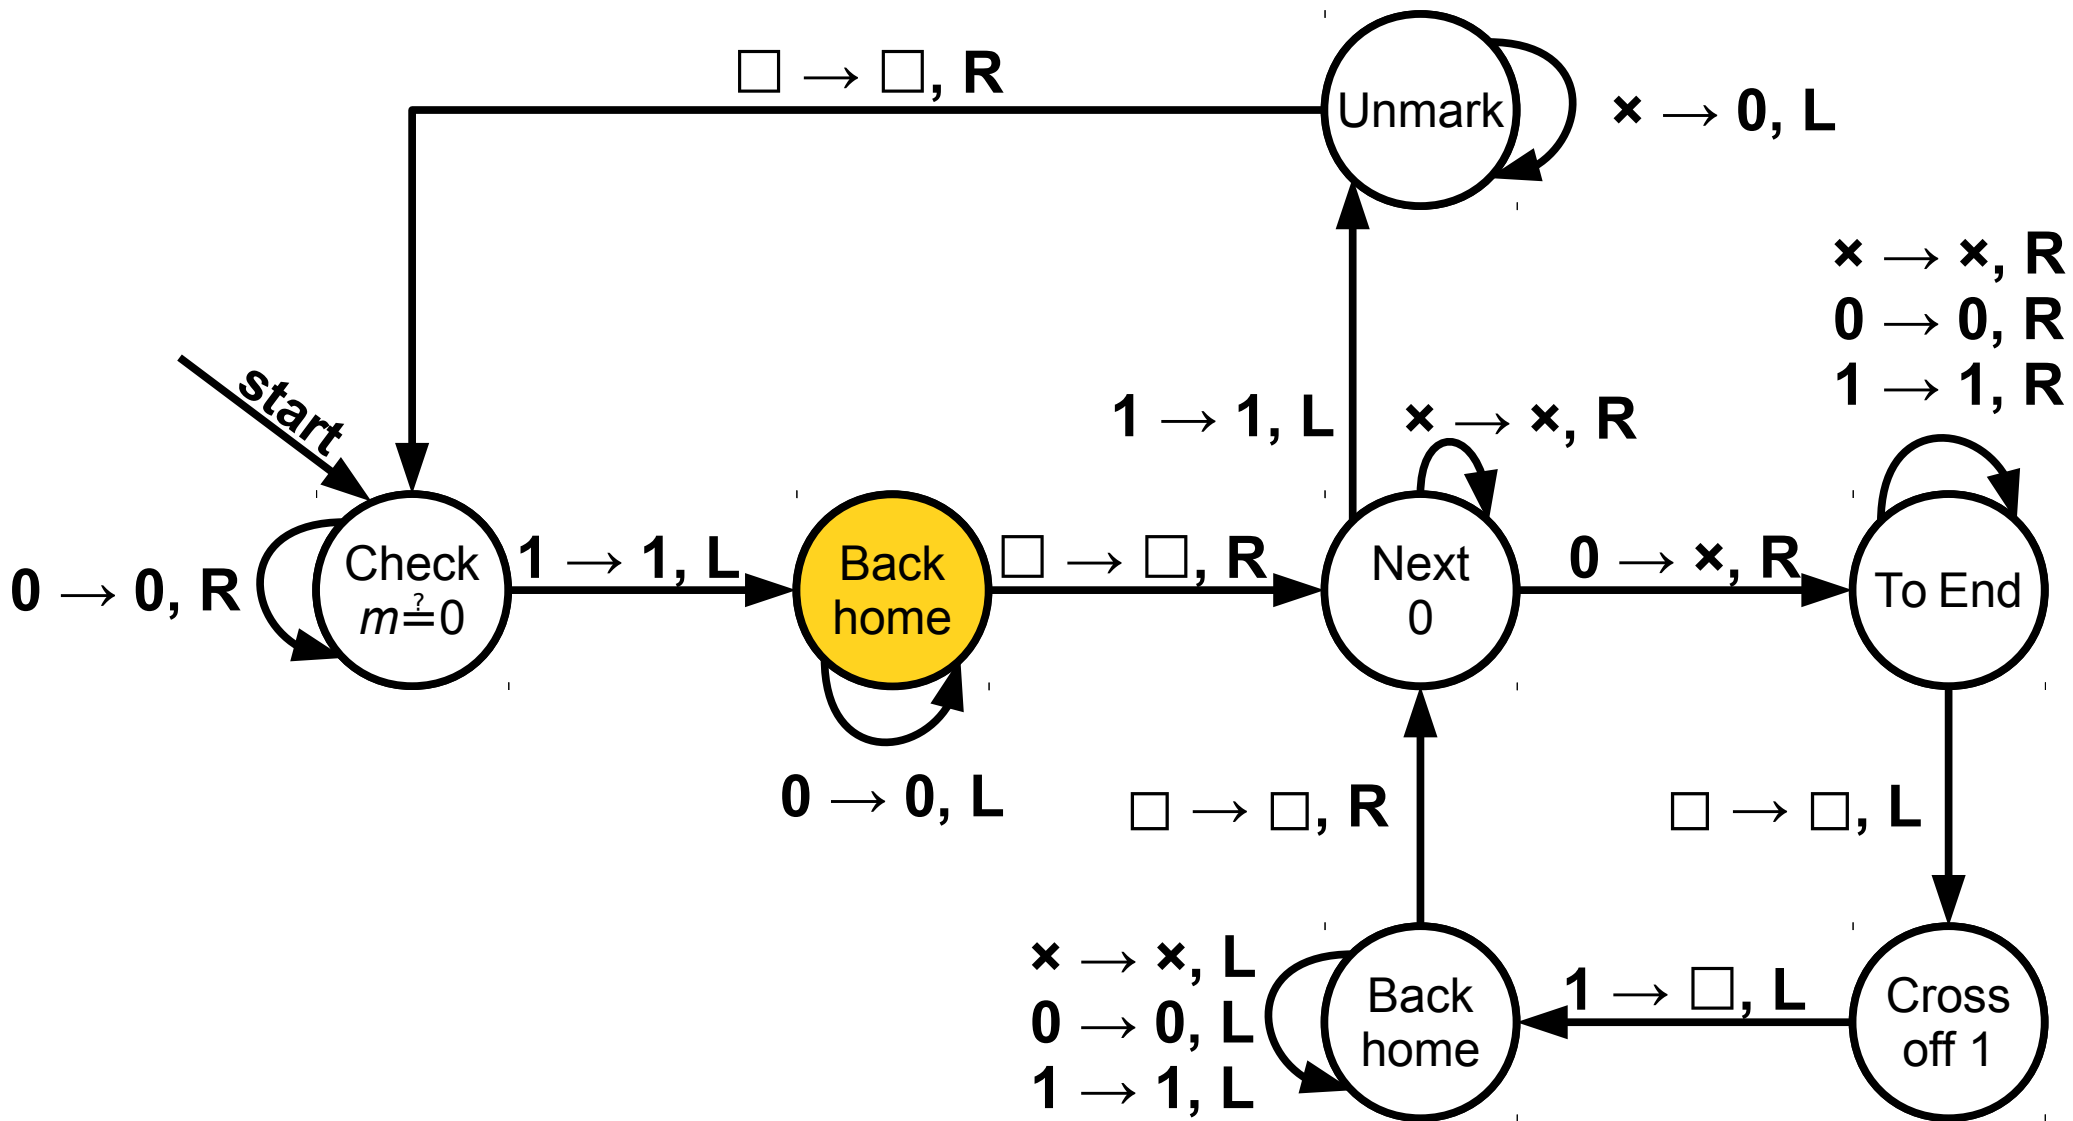 □ → □, R
Unmark
× → 0, L
× → ×, R
0 → 0, R
1 → 1, R
start
1 → 1, L
× → ×, R
0 → 0, R
Check
m≟0
1 → 1, L
Back
home
□ → □, R
Next
0
0 → ×, R
To End
0 → 0, L
□ → □, R
□ → □, L
× → ×, L
0 → 0, L
1 → 1, L
Back
home
1 → □, L
Cross
off 1